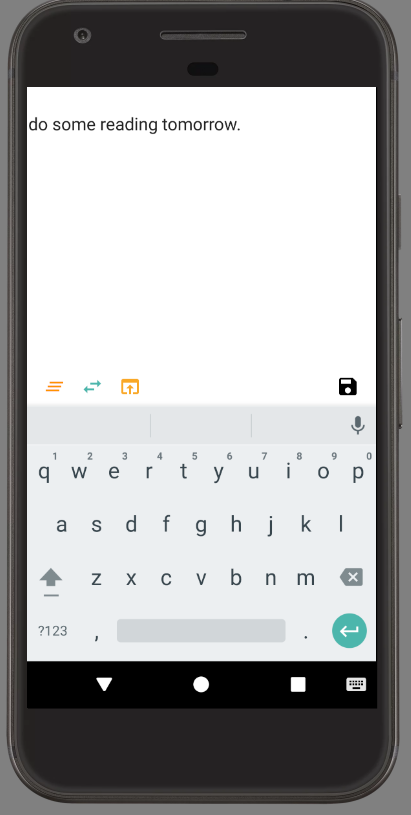 do some reading tomorrow.
1 2 3 4 5 6 7 8 9 0
q w e r t y u i o p
a s d f g h j k l
z x c v b n m
?123 , .